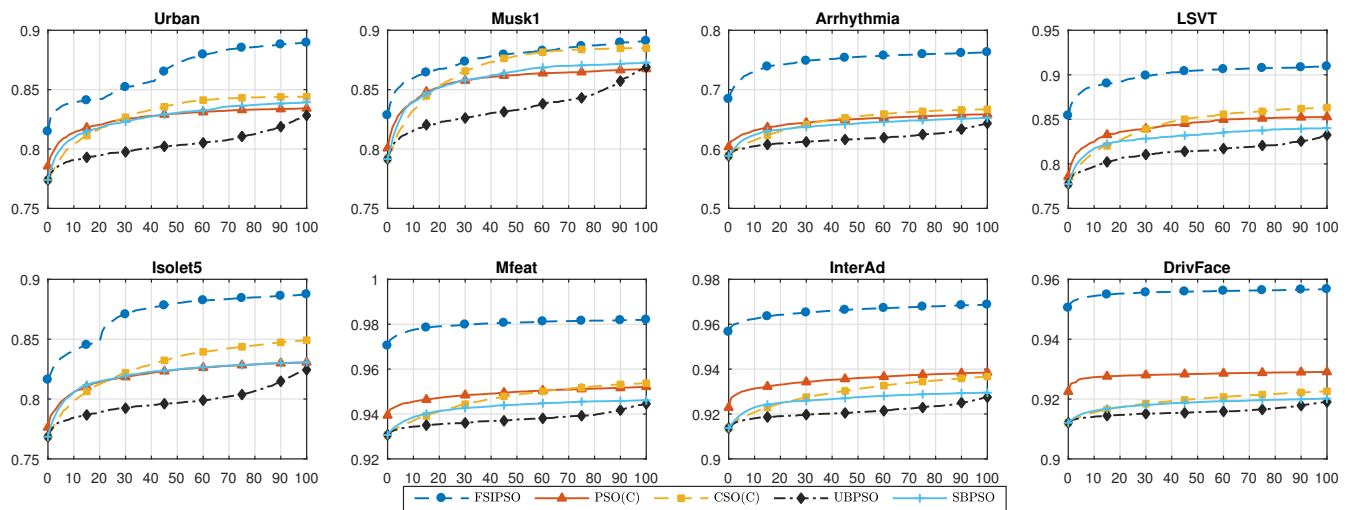 Urban Musk1 Arrhythmia LSVT
0.9 0.9 0.8 0.95
0.85 0.85 0.7 0.9
0.85
0.8 0.8 0.6 0.8
0.75 0.75 0.5 0.75
0 10 20 30 40 50 60 70 80 90 100 0 10 20 30 40 50 60 70 80 90 100 0 10 20 30 40 50 60 70 80 90 100 0 10 20 30 40 50 60 70 80 90 100
Isolet5 Mfeat InterAd DrivFace
0.9 1 0.98 0.96
0.98 0.96 0.94
0.85
0.96 0.94
0.8 0.94 0.92 0.92
0.75 0.92 0.9 0.9
0 10 20 30 40 50 60 70 80 90 100 0 10 20 30 40 50 60 70 80 90 100 0 10 20 30 40 50 60 70 80 90 100 0 10 20 30 40 50 60 70 80 90 100
FSIPSO PSO(C) CSO(C) UBPSO SBPSO